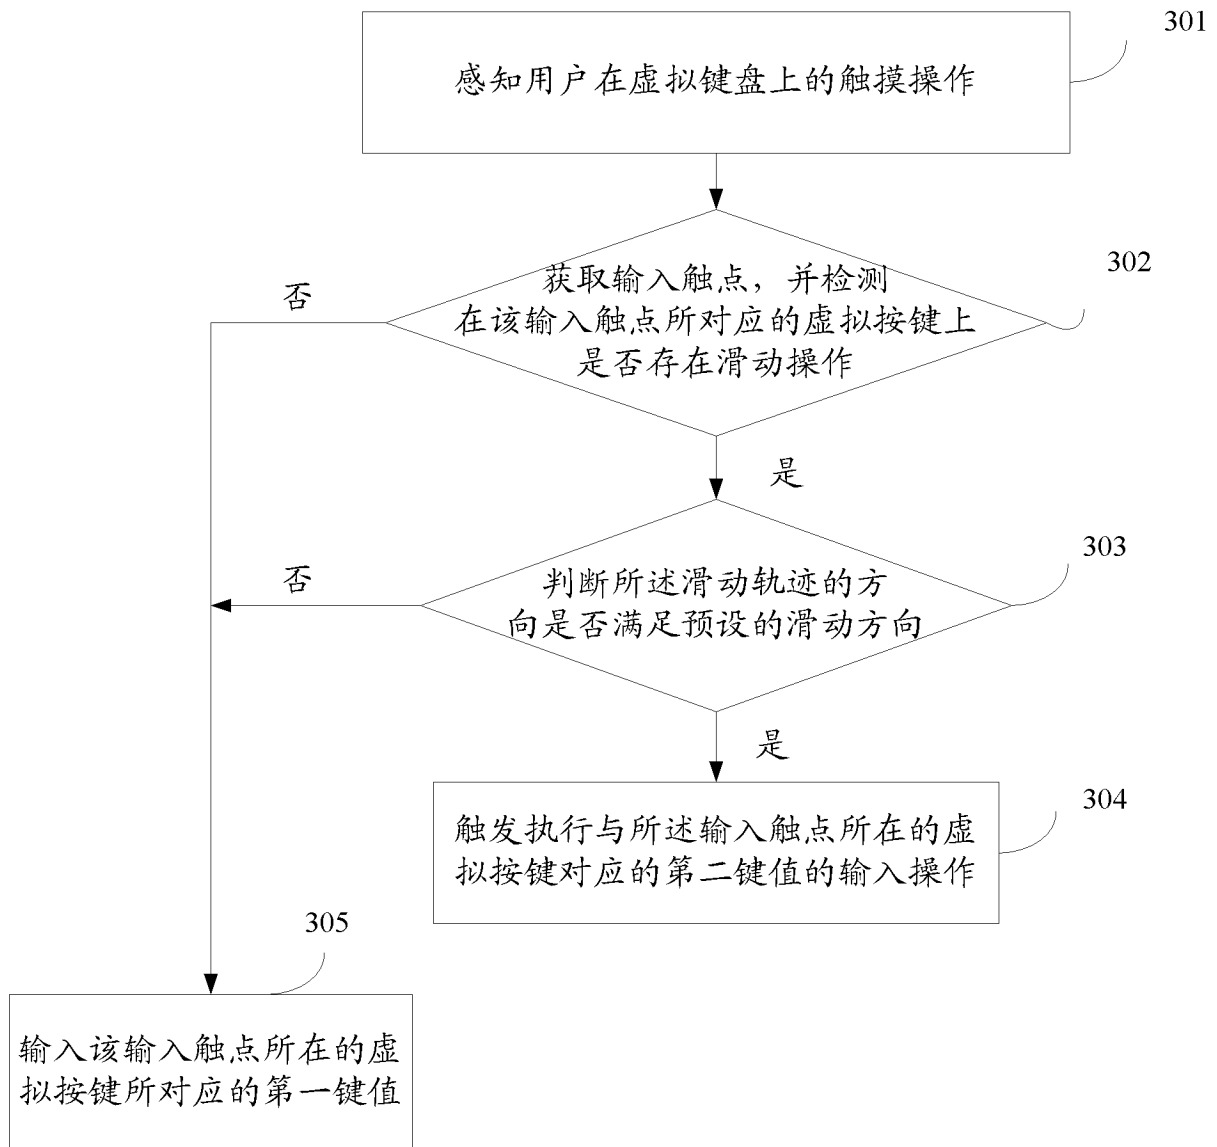 301
感知用户在虚拟键盘上的触摸操作
302
获取输入触点，并检测
在该输入触点所对应的虚拟按键上
是否存在滑动操作
否
是
303
判断所述滑动轨迹的方
向是否满足预设的滑动方向
否
是
304
触发执行与所述输入触点所在的虚
拟按键对应的第二键值的输入操作
305
输入该输入触点所在的虚
拟按键所对应的第一键值